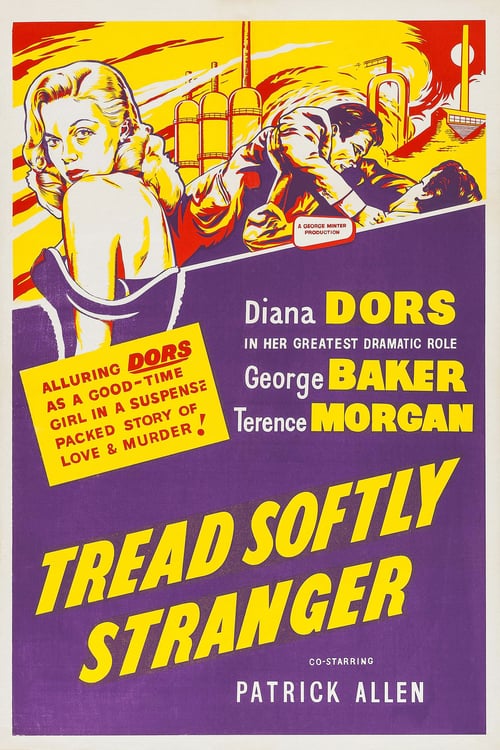 A GEORGE MINTER
PRODUCTION
Diana DORS
IN HER GREATEST DRAMATIC ROLE
George BAKER
Terence MORGAN
ALLURING DORS
AS A GOOD-TIME
GIRL IN A SUSPENSE
PACKED STORY OF
LOVE & MURDER!
TREAD SOFTLY
STRANGER
CO-STARRING
PATRICK ALLEN